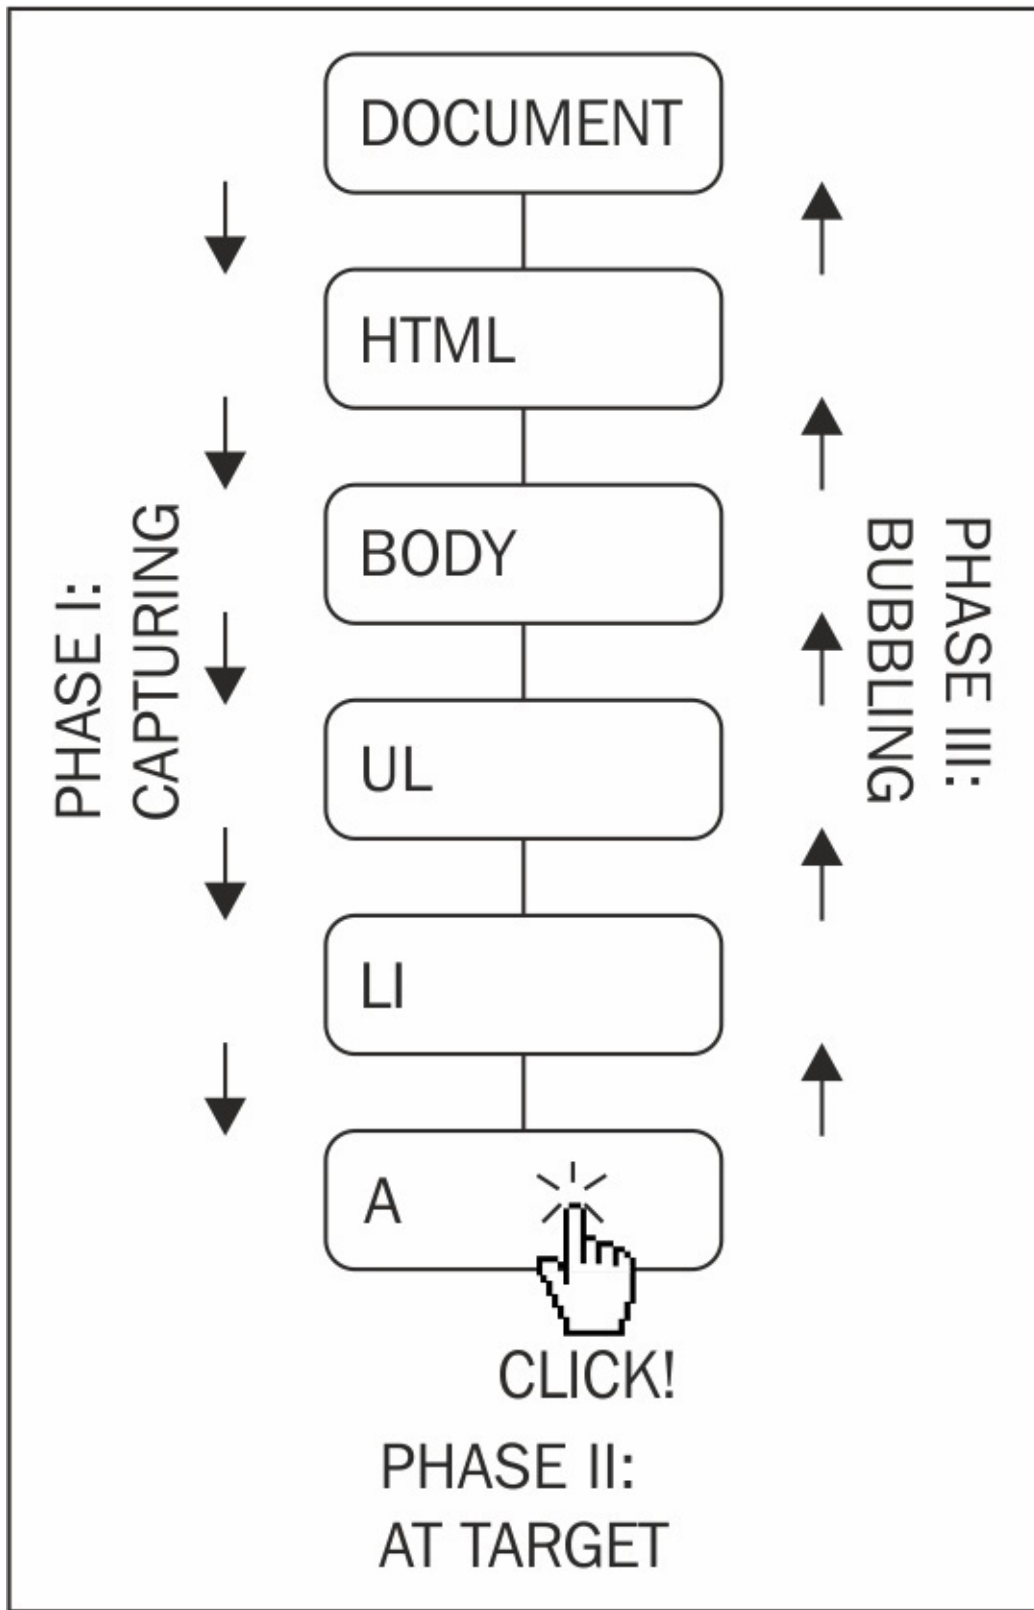 DOCUMENT
HTML
BODY
UL
LI
A
PHASE I:
CAPTURING
PHASE III:
BUBBLING
CLICK!
PHASE II:
AT TARGET